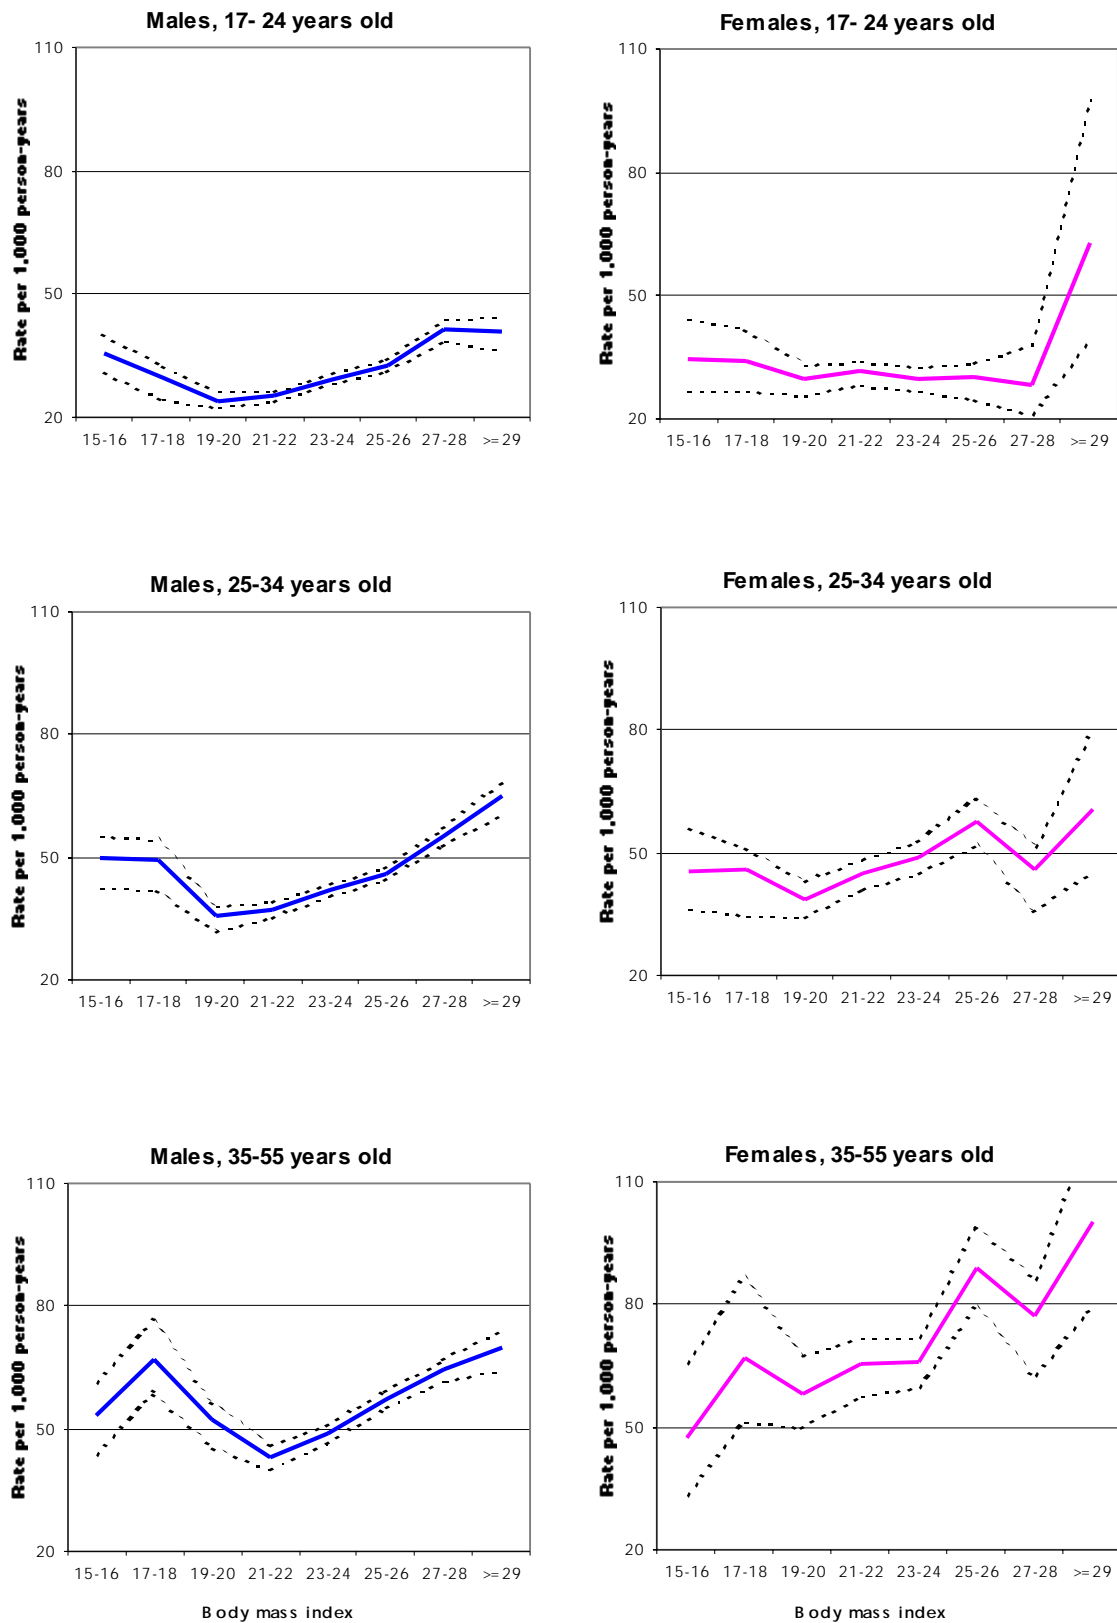 Males, 17- 24 years old
Rate per 1,000 person-years
110
80
50
20
15-16 17-18 19-20 21-22 23-24 25-26 27-28 >=29
Females, 17- 24 years old
Rate per 1,000 person-years
110
80
50
20
15-16 17-18 19-20 21-22 23-24 25-26 27-28 >=29
Males, 25-34 years old
Rate per 1,000 person-years
110
80
50
20
15-16 17-18 19-20 21-22 23-24 25-26 27-28 >=29
Females, 25-34 years old
Rate per 1,000 person-years
110
80
50
20
15-16 17-18 19-20 21-22 23-24 25-26 27-28 >=29
Males, 35-55 years old
Rate per 1,000 person-years
110
80
50
20
15-16 17-18 19-20 21-22 23-24 25-26 27-28 >=29
Body mass index
Females, 35-55 years old
Rate per 1,000 person-years
110
80
50
20
15-16 17-18 19-20 21-22 23-24 25-26 27-28 >=29
Body mass index